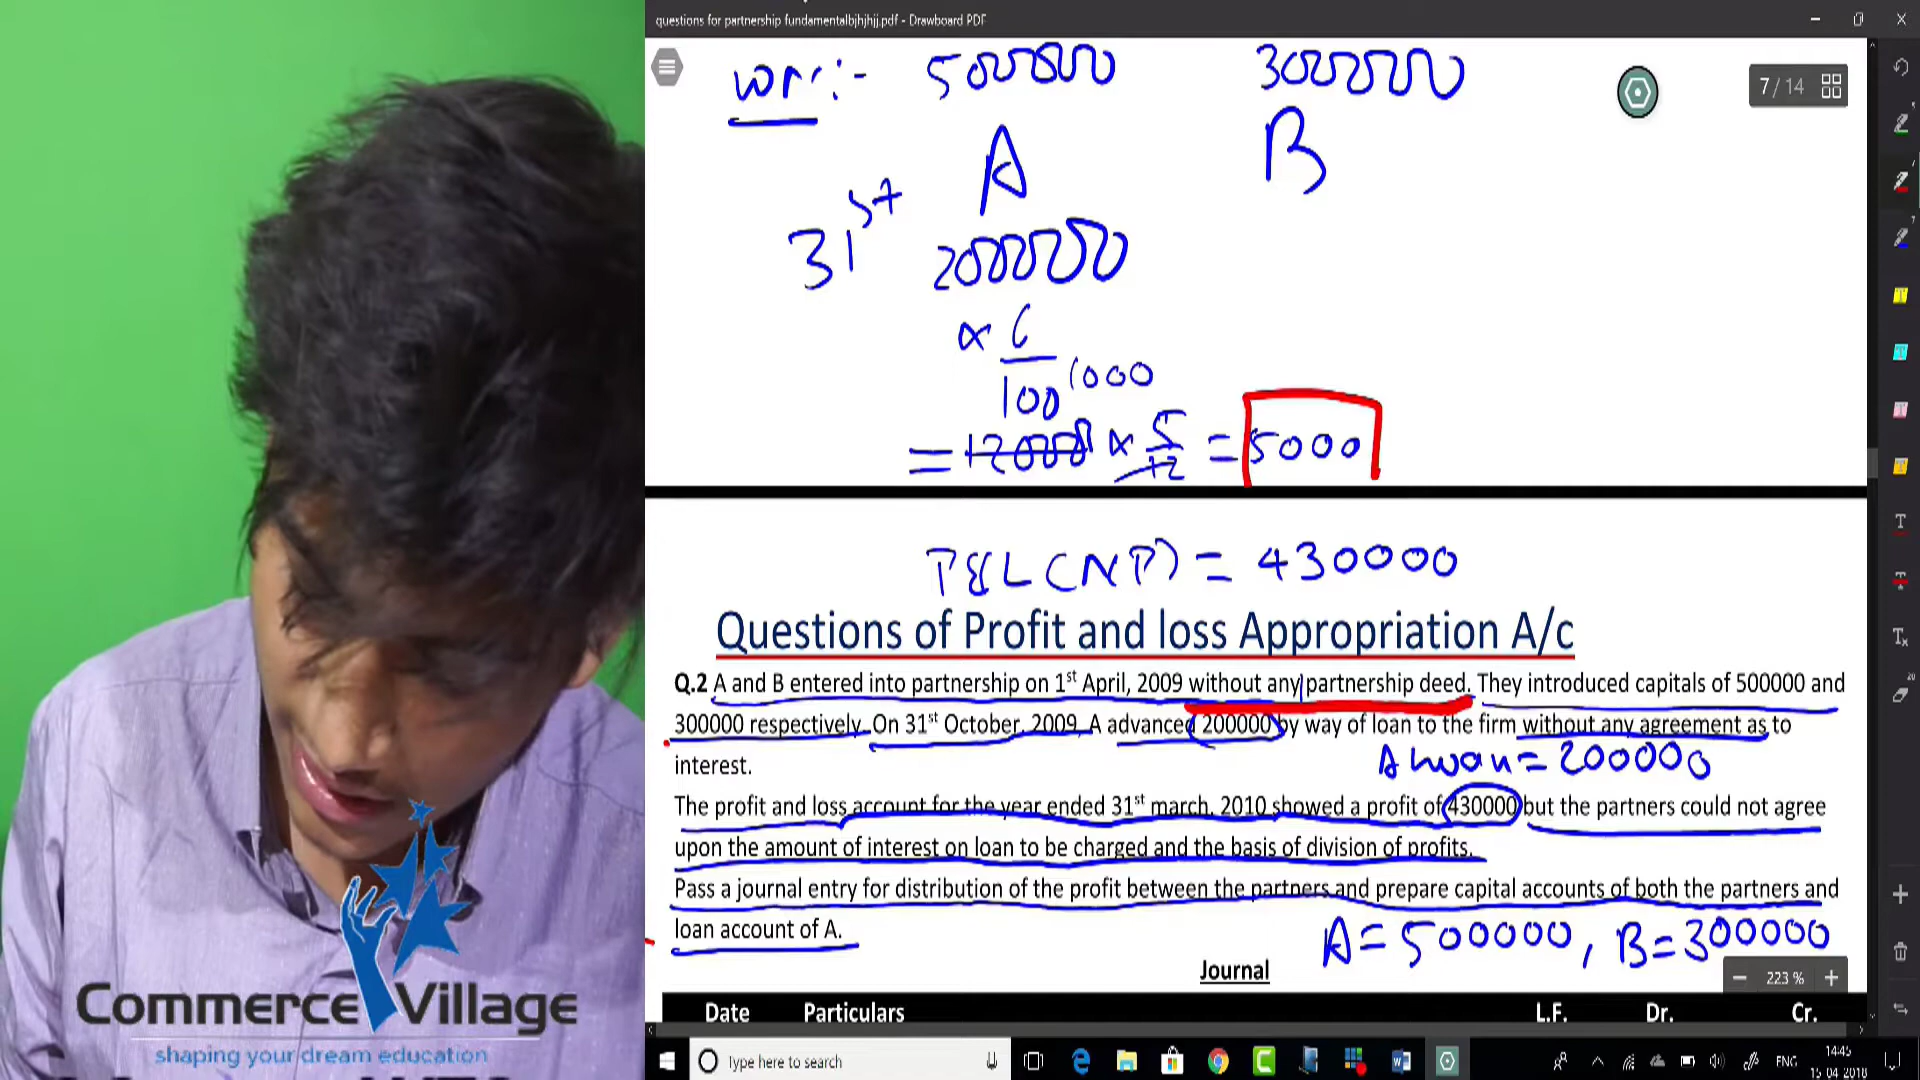 questions for partnership fundamentalbjhjhjj.pdf - Drawboard PDF
500000 300000
7 / 14
A B
31st 200000
× 6
100 1000
= 12000 × 5 = 5000
12
P&L (NP) = 430000
Questions of Profit and loss Appropriation A/c
Q.2 A and B entered into partnership on 1st April, 2009 without any partnership deed. They introduced capitals of 500000 and
300000 respectively. On 31st October, 2009, A advanced 200000 by way of loan to the firm without any agreement as to
interest.
A Loan = 200000
The profit and loss account for the year ended 31st march, 2010 showed a profit of 430000 but the partners could not agree
upon the amount of interest on loan to be charged and the basis of division of profits.
Pass a journal entry for distribution of the profit between the partners and prepare capital accounts of both the partners and
loan account of A.
A = 500000, B = 300000
Journal
223 %
Date Particulars L.F. Dr. Cr.
Commerce Village
shaping your dream education
Type here to search
ENG
14:45
15-04-2018